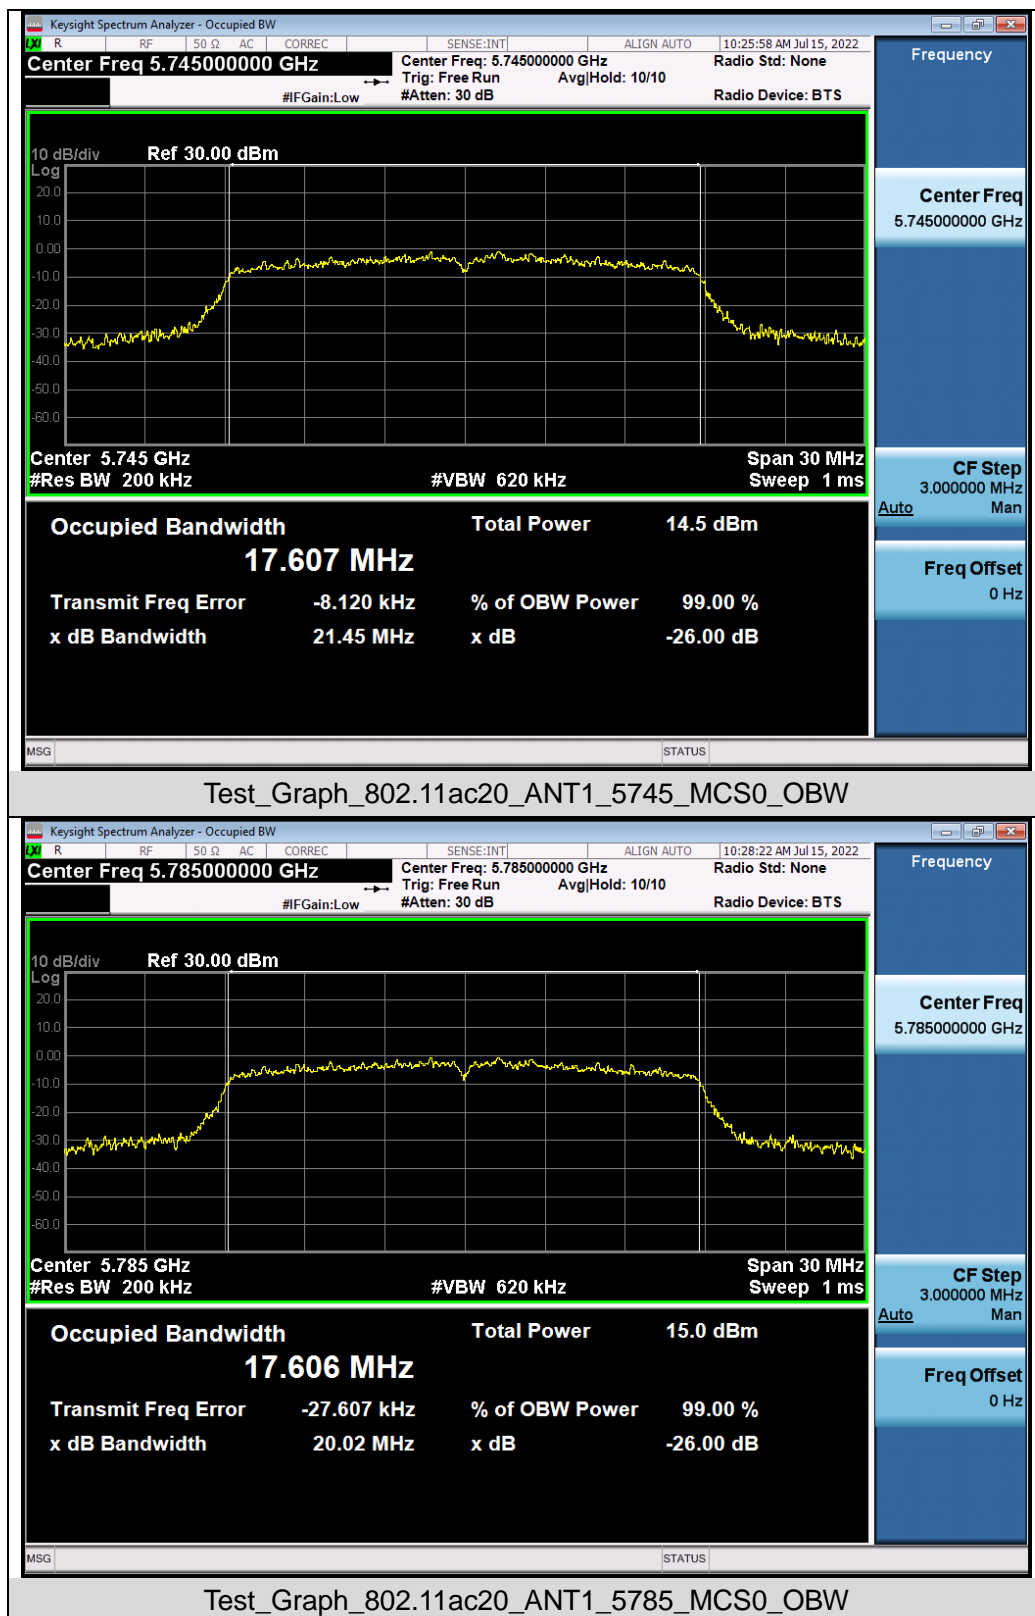 Keysight Spectrum Analyzer - Occupied BW
LXI R RF 50 Ω AC CORREC SENSE:INT ALIGN AUTO 10:25:58 AM Jul 15, 2022
Center Freq 5.745000000 GHz
Center Freq: 5.745000000 GHz
Radio Std: None
Trig: Free Run Avg|Hold: 10/10
#IFGain:Low
#Atten: 30 dB
Radio Device: BTS
Frequency
10 dB/div Ref 30.00 dBm
Log
20.0
10.0
0.00
-10.0
-20.0
-30.0
-40.0
-50.0
-60.0
Center Freq
5.745000000 GHz
Center 5.745 GHz
Span 30 MHz
#Res BW 200 kHz
#VBW 620 kHz
Sweep 1 ms
CF Step
3.000000 MHz
Auto Man
Occupied Bandwidth
Total Power 14.5 dBm
17.607 MHz
Freq Offset
0 Hz
Transmit Freq Error -8.120 kHz
% of OBW Power 99.00 %
x dB Bandwidth 21.45 MHz
x dB -26.00 dB
MSG
STATUS
Test_Graph_802.11ac20_ANT1_5745_MCS0_OBW
Keysight Spectrum Analyzer - Occupied BW
LXI R RF 50 Ω AC CORREC SENSE:INT ALIGN AUTO 10:28:22 AM Jul 15, 2022
Center Freq 5.785000000 GHz
Center Freq: 5.785000000 GHz
Radio Std: None
Trig: Free Run Avg|Hold: 10/10
#IFGain:Low
#Atten: 30 dB
Radio Device: BTS
Frequency
10 dB/div Ref 30.00 dBm
Log
20.0
10.0
0.00
-10.0
-20.0
-30.0
-40.0
-50.0
-60.0
Center Freq
5.785000000 GHz
Center 5.785 GHz
Span 30 MHz
#Res BW 200 kHz
#VBW 620 kHz
Sweep 1 ms
CF Step
3.000000 MHz
Auto Man
Occupied Bandwidth
Total Power 15.0 dBm
17.606 MHz
Freq Offset
0 Hz
Transmit Freq Error -27.607 kHz
% of OBW Power 99.00 %
x dB Bandwidth 20.02 MHz
x dB -26.00 dB
MSG
STATUS
Test_Graph_802.11ac20_ANT1_5785_MCS0_OBW